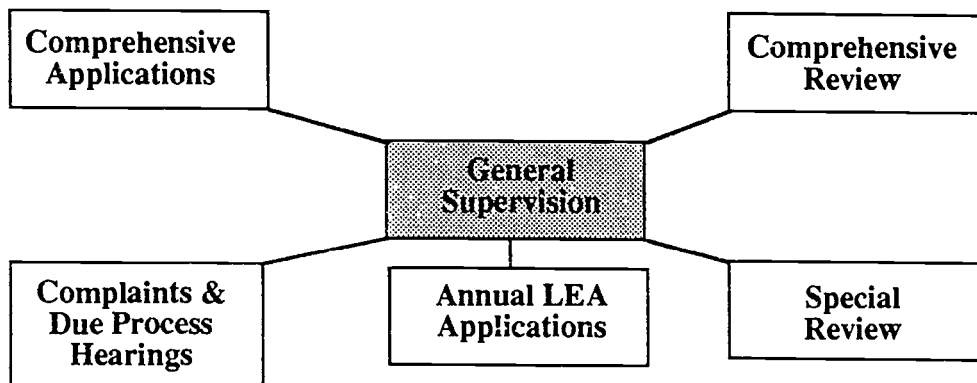 Comprehensive
Applications
Comprehensive
Review
General
Supervision
Complaints &
Due Process
Hearings
Annual LEA
Applications
Special
Review